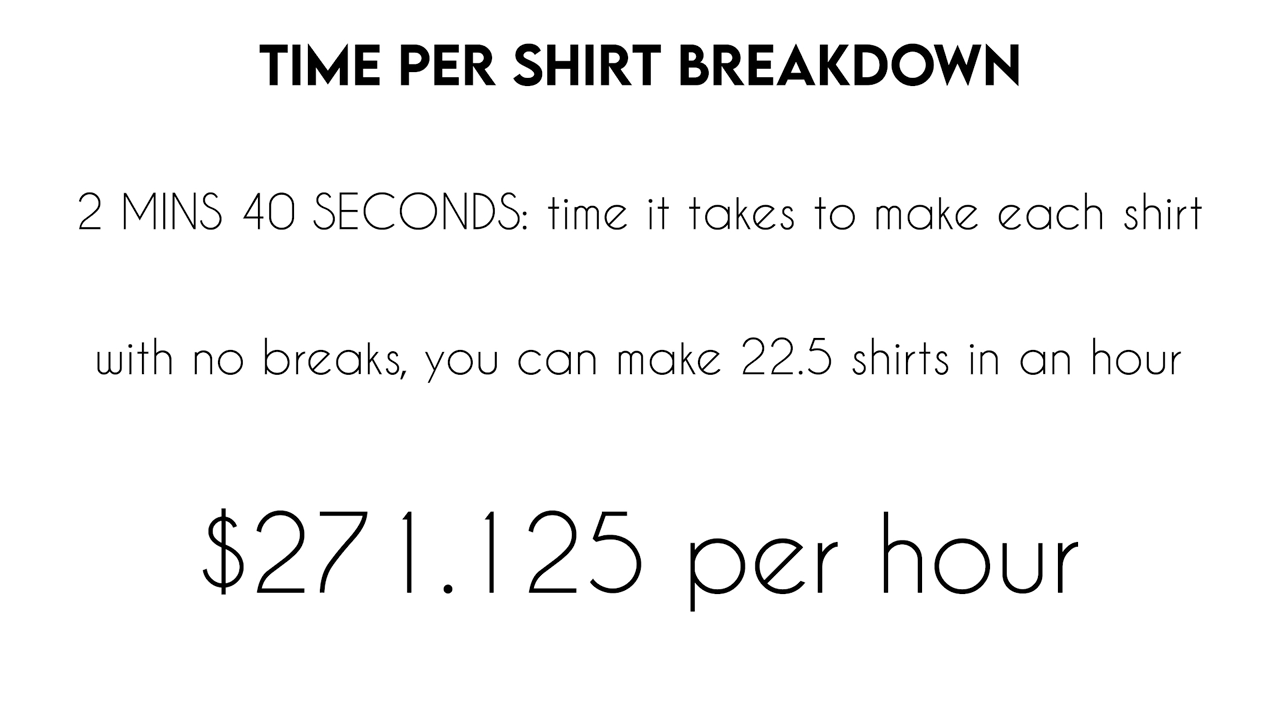 TIME PER SHIRT BREAKDOWN
2 MINS 40 SECONDS: time it takes to make each shirt
with no breaks, you can make 22.5 shirts in an hour
$271.125 per hour